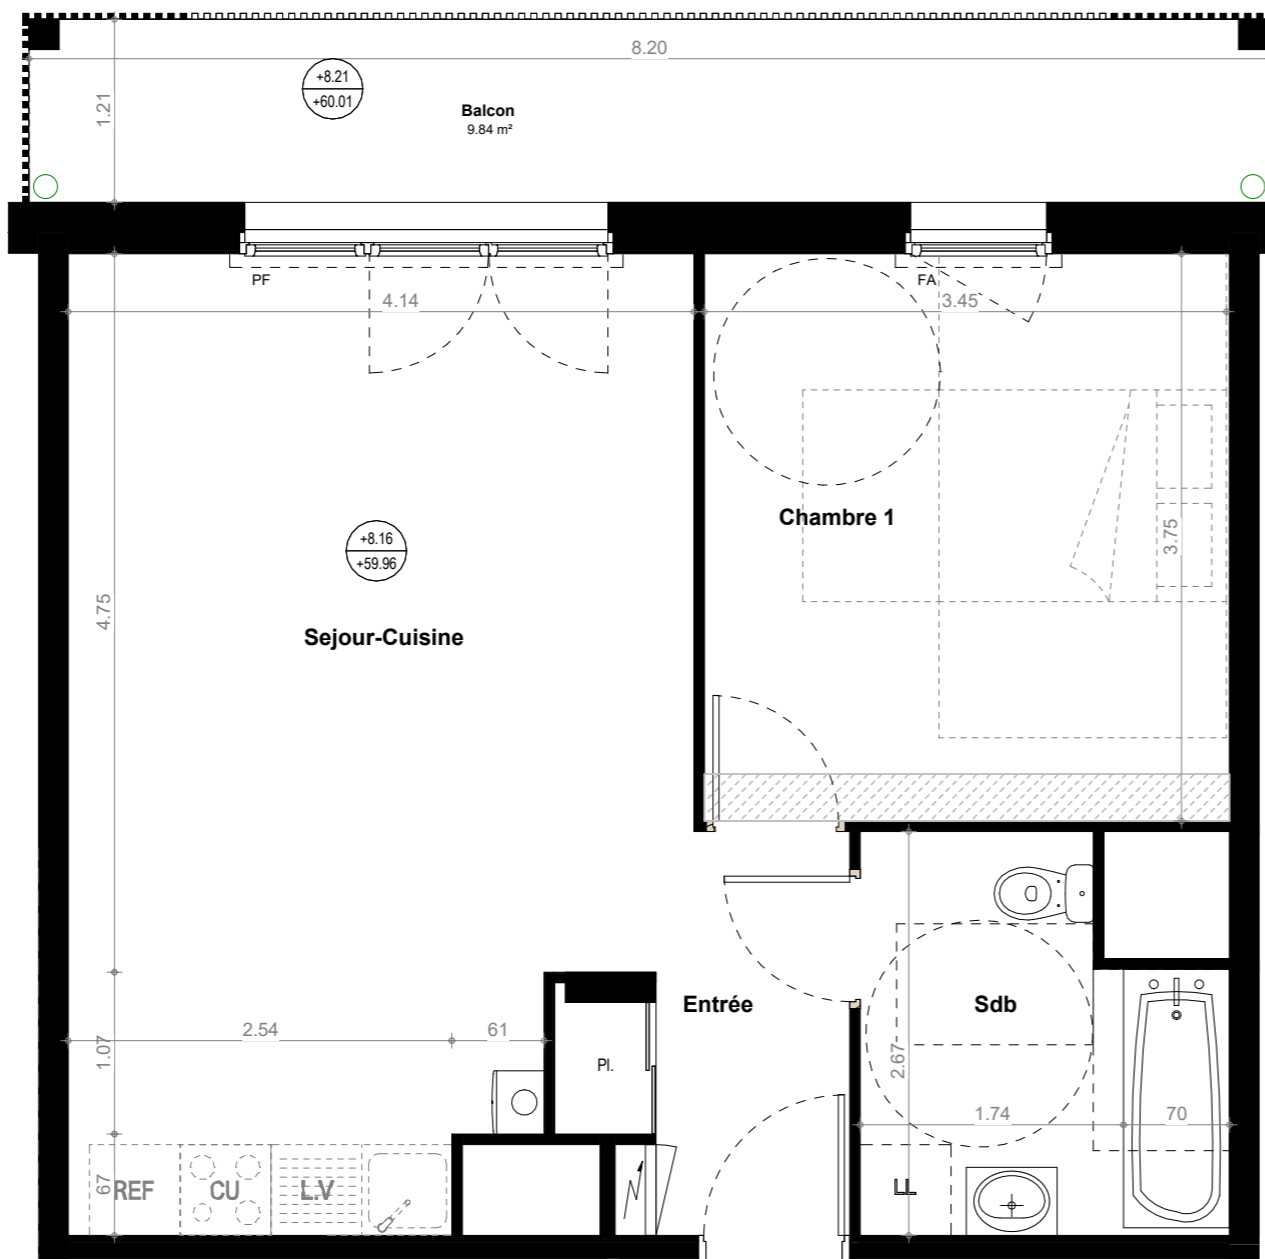 8.20
+8.21
+60.01
1.21
Balcon
9.84 m²
PF
FA
4.14
3.45
Chambre 1
+8.16
+59.96
3.75
4.75
Sejour-Cuisine
Entrée
Sdb
2.54
61
1.07
2.67
Pl.
1.74
70
67
REF
CU
L.V
LL